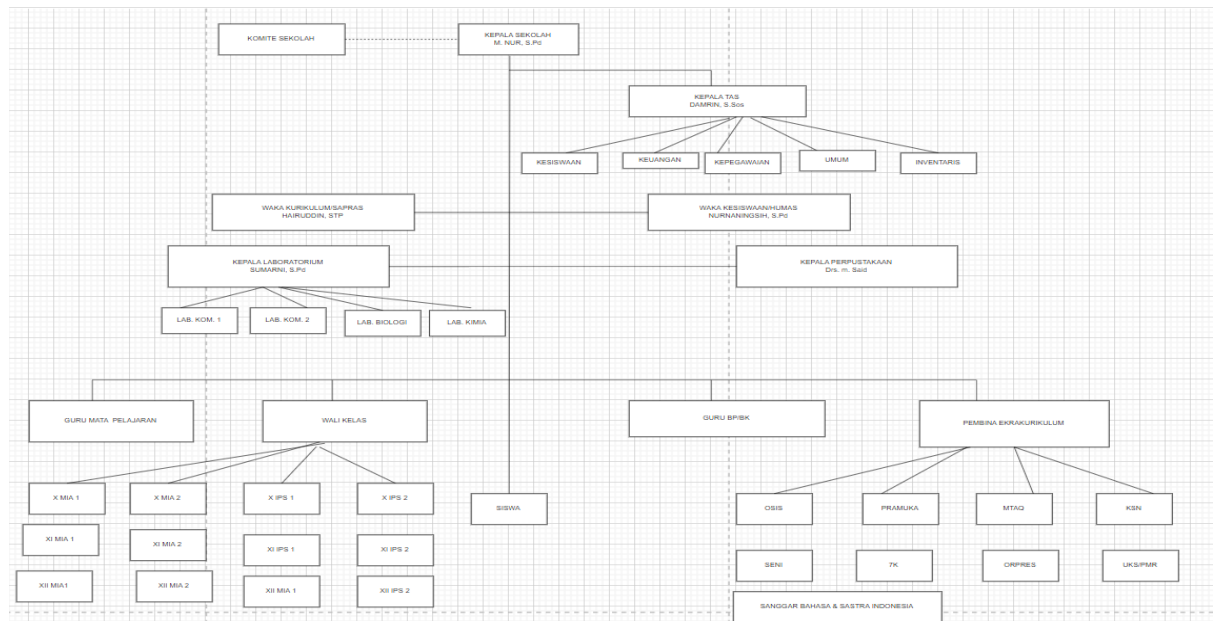 KOMITE SEKOLAH
KEPALA SEKOLAH
M. NUR, S.Pd
KEPALA TAS
DAMRIN, S.Sos
KESISWAAN
KEUANGAN
KEPEGAWAIAN
UMUM
INVENTARIS
WAKA KURIKULUM/SAPRAS
HAIRUDDIN, STP
WAKA KESISWAAN/HUMAS
NURNANINGSIH, S.Pd
KEPALA LABORATORIUM
SUMARNI, S.Pd
KEPALA PERPUSTAKAAN
Drs. m. Said
LAB. KOM. 1
LAB. KOM. 2
LAB. BIOLOGI
LAB. KIMIA
GURU MATA PELAJARAN
WALI KELAS
GURU BP/BK
PEMBINA EKRAKURIKULUM
X MIA 1
X MIA 2
X IPS 1
X IPS 2
SISWA
OSIS
PRAMUKA
MTAQ
KSN
XI MIA 1
XI MIA 2
XI IPS 1
XI IPS 2
SENI
7K
ORPRES
UKS/PMR
XII MIA1
XII MIA 2
XII MIA 1
XII IPS 2
SANGGAR BAHASA & SASTRA INDONESIA